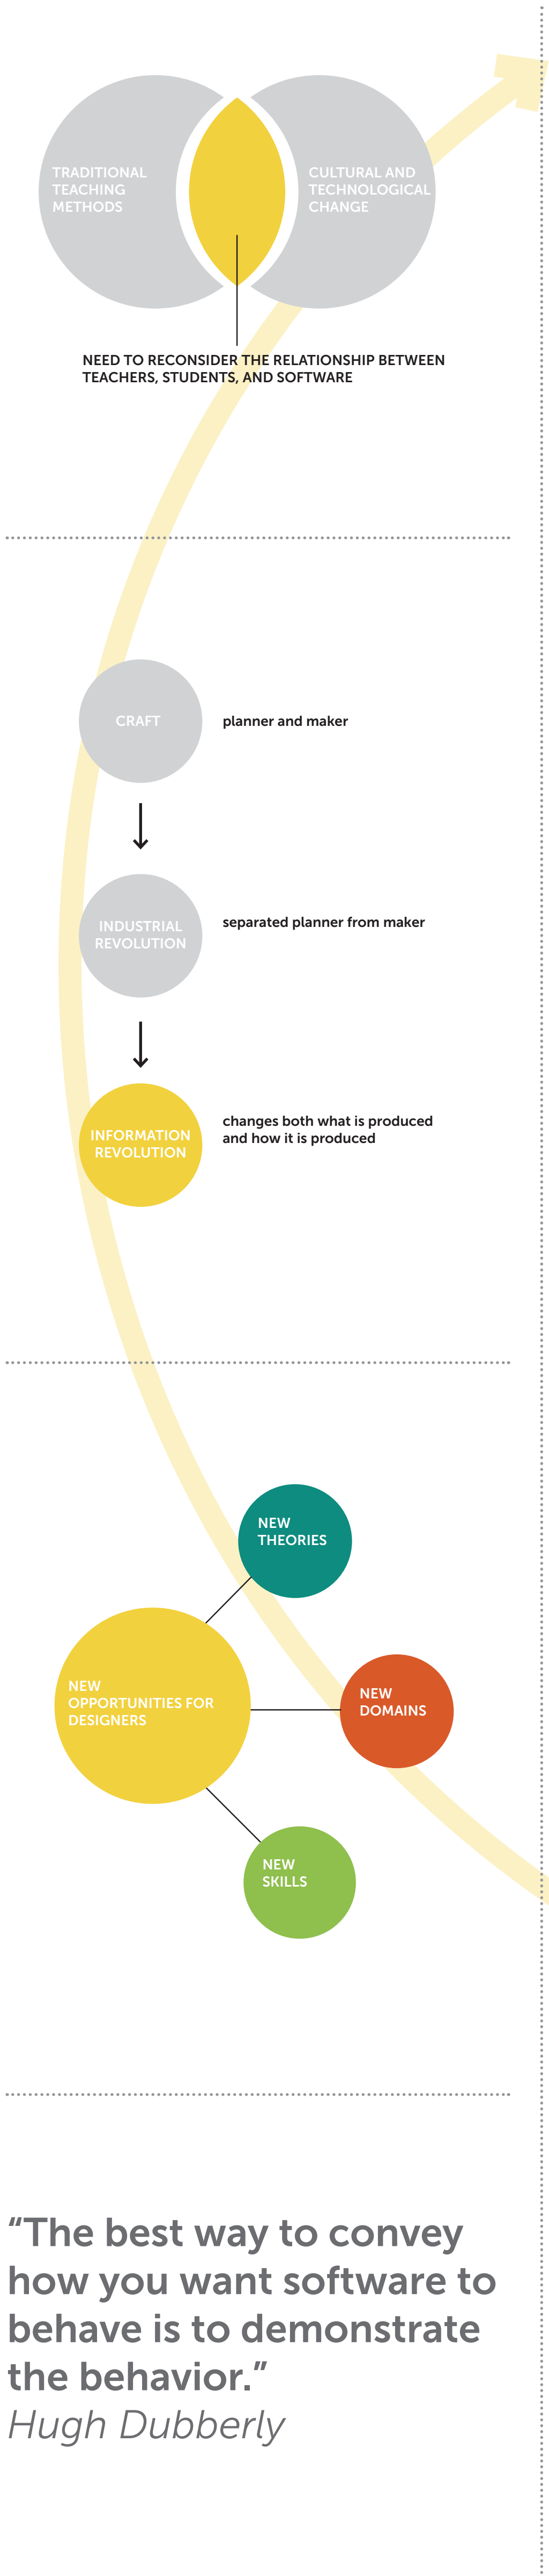 TRADITIONAL
TEACHING
METHODS
CULTURAL AND
TECHNOLOGICAL
CHANGE
NEED TO RECONSIDER THE RELATIONSHIP BETWEEN
TEACHERS, STUDENTS, AND SOFTWARE
CRAFT
planner and maker
INDUSTRIAL
REVOLUTION
separated planner from maker
INFORMATION
REVOLUTION
changes both what is produced
and how it is produced
NEW
THEORIES
NEW
OPPORTUNITIES FOR
DESIGNERS
NEW
DOMAINS
NEW
SKILLS
“The best way to convey
how you want software to
behave is to demonstrate
the behavior.”
Hugh Dubberly